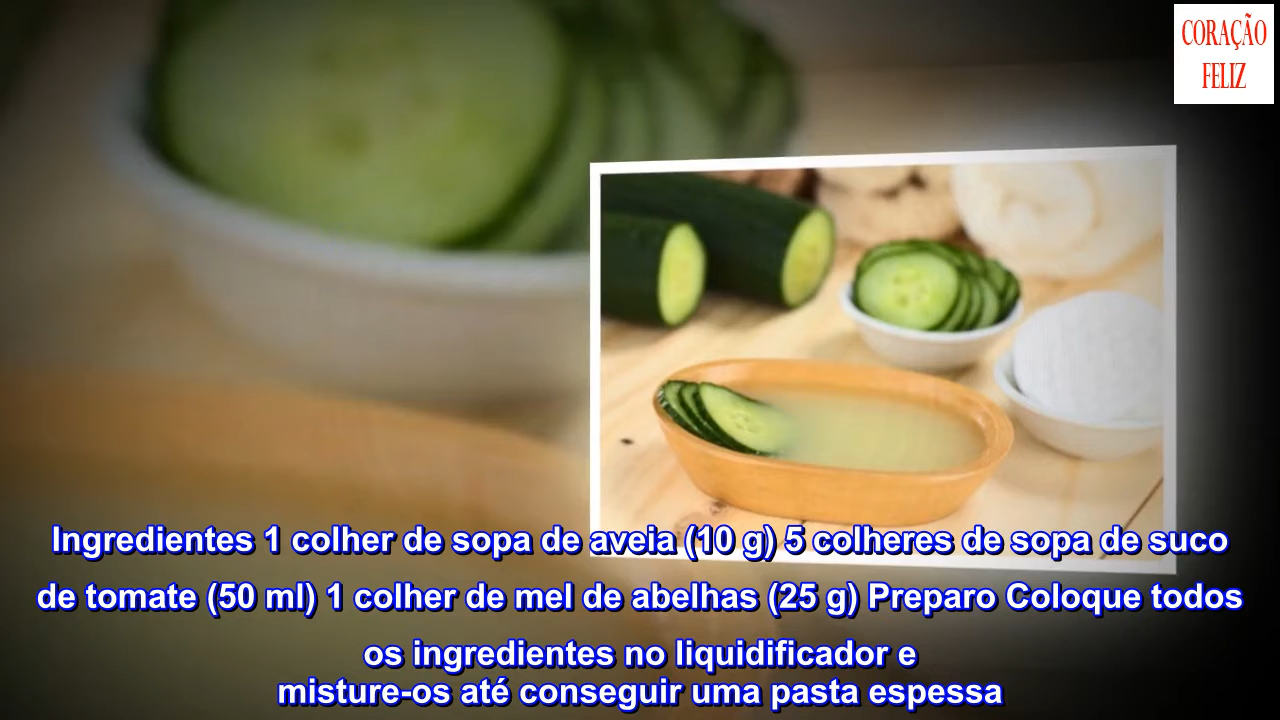 CORAÇÃO
FELIZ
Ingredientes 1 colher de sopa de aveia (10 g) 5 colheres de sopa de suco
de tomate (50 ml) 1 colher de mel de abelhas (25 g) Preparo Coloque todos
os ingredientes no liquidificador e
misture-os até conseguir uma pasta espessa